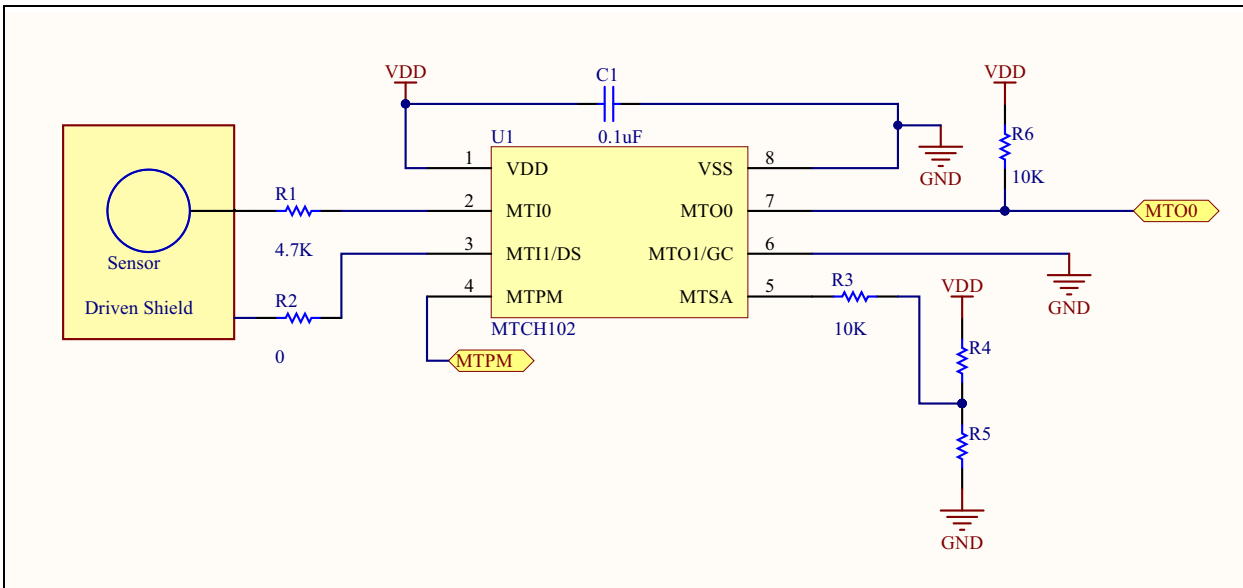 VDD
C1
0.1uF
GND
VDD
R6
10K
MTO0
U1
1
VDD
VSS
8
2
MTI0
MTO0
7
3
MTI1/DS
MTO1/GC
6
4
MTPM
MTSA
5
MTCH102
Sensor
Driven Shield
R1
4.7K
R2
0
MTPM
R3
10K
GND
VDD
R4
R5
GND